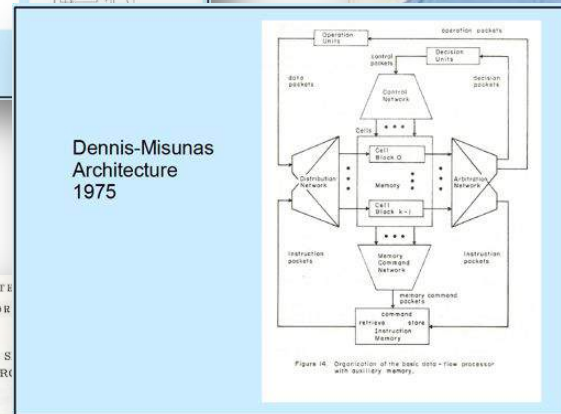 Dennis-Misunas
Architecture
1975
operation packets
Operation
Units
Decision
Units
control
packets
data
packets
decision
packets
Control
Network
Cells
Cell
Block 0
Distribution
Network
Memory
Arbitration
Network
Cell
Block k-1
instruction
packets
Memory
Command
Network
instruction
packets
memory command
packets
command
retrieve store
Instruction
Memory
Figure 14. Organization of the basic data-flow processor
with auxiliary memory.